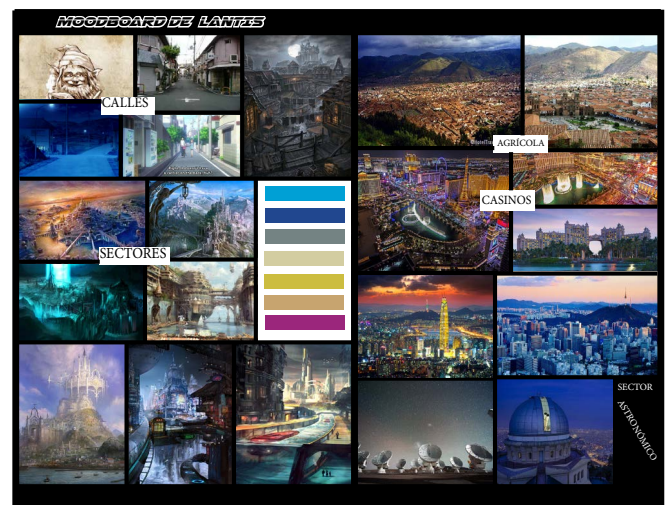 MOODBOARD DE LANTIS
CALLES
AGRÍCOLA
CASINOS
SECTORES
SECTOR
ASTRONÓMICO